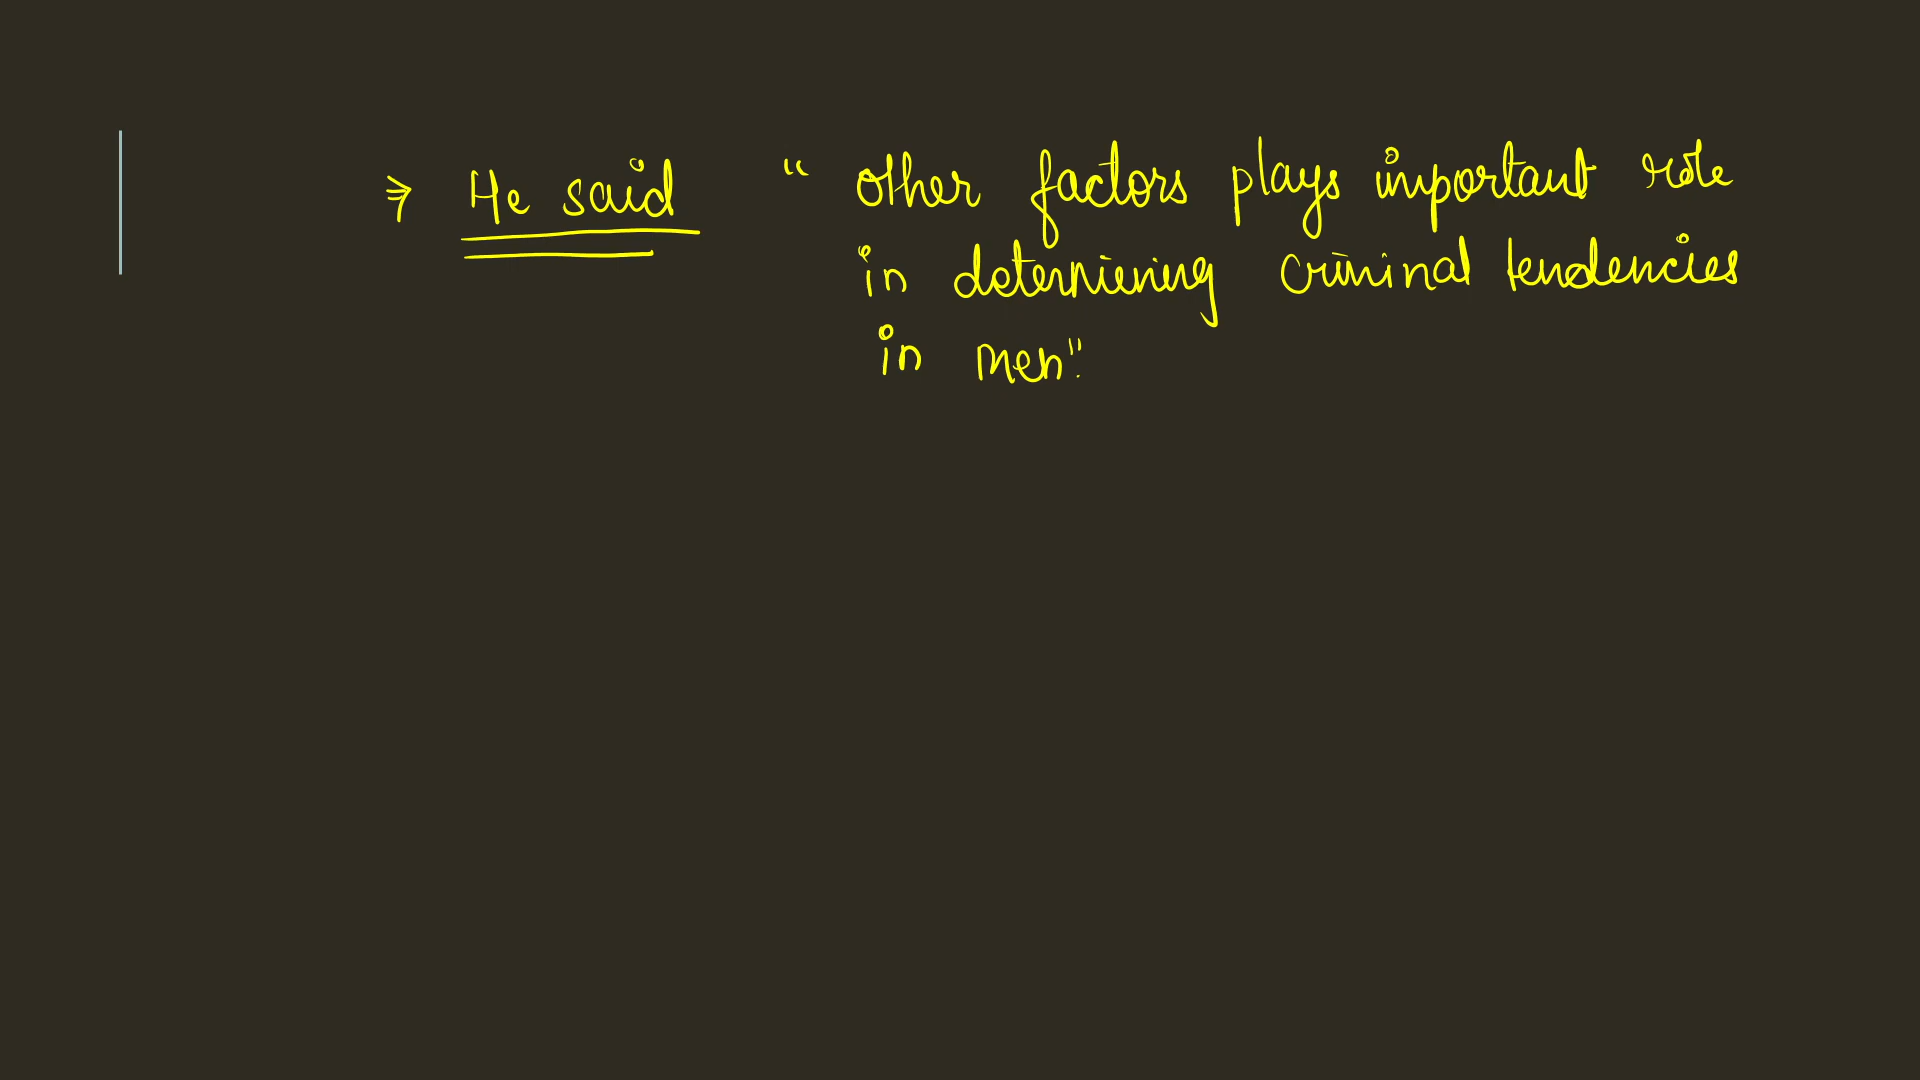 ⇒ He said " other factors plays important role
in determining criminal tendencies
in men".